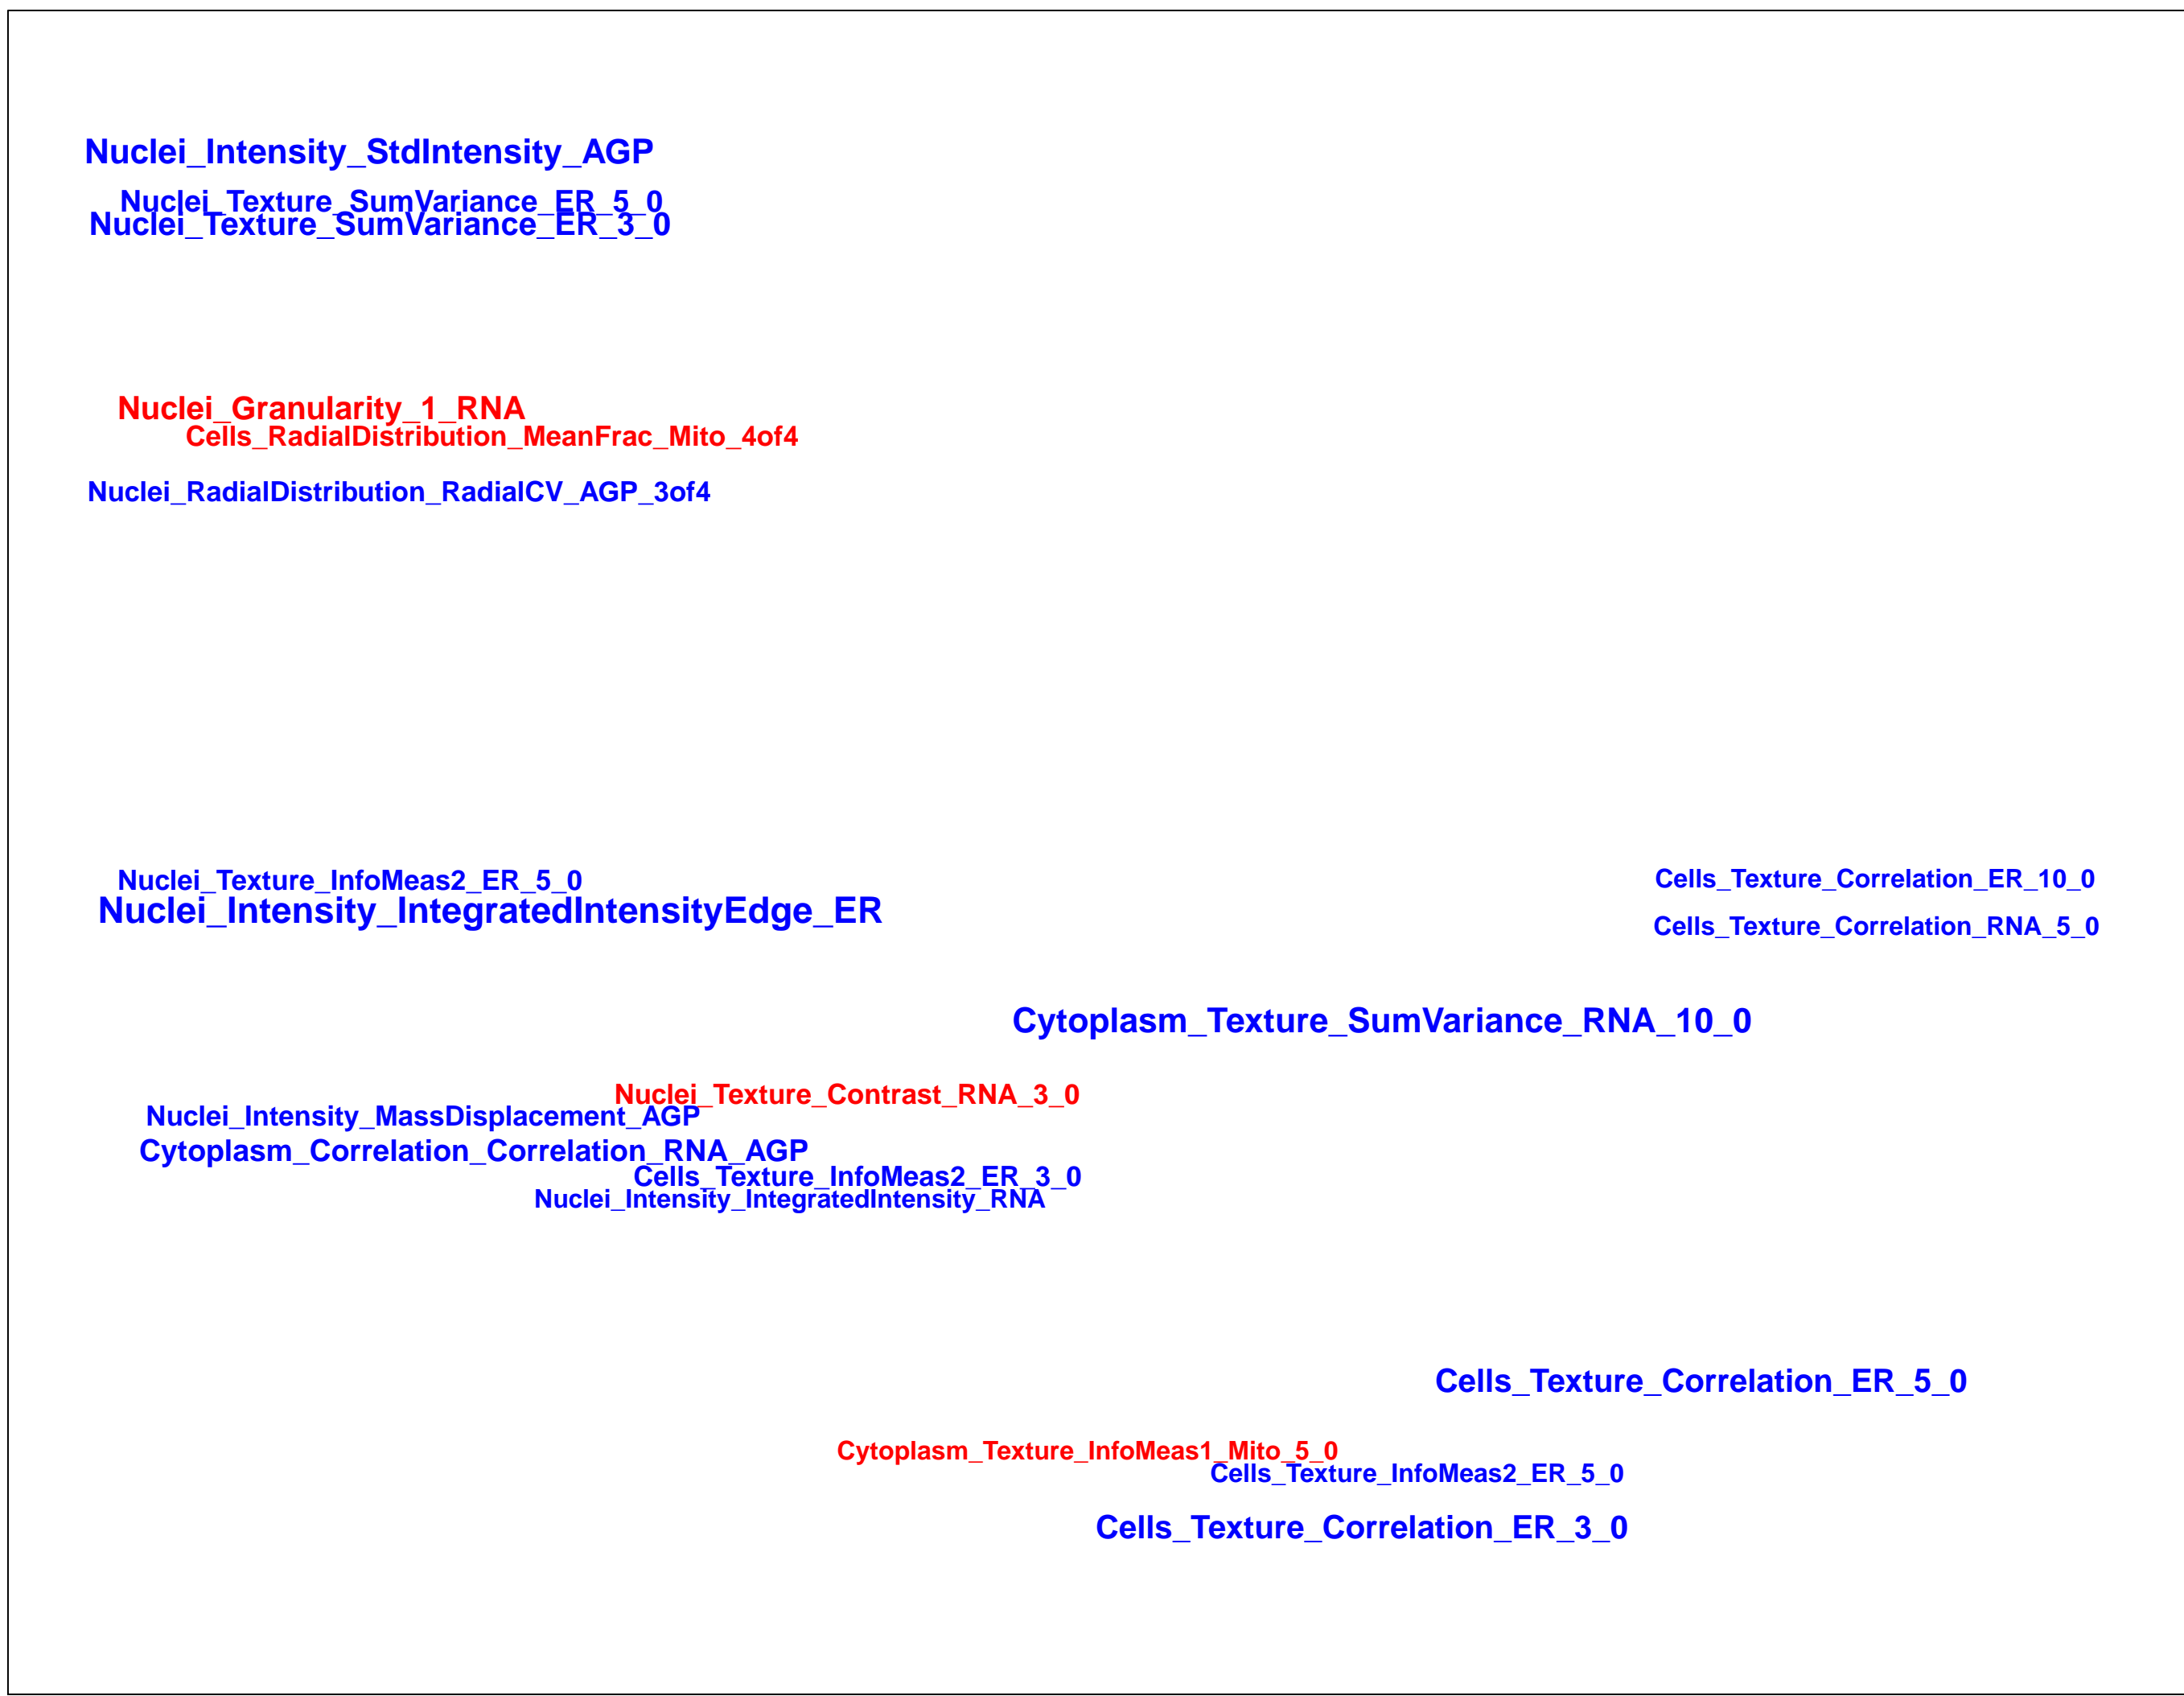 Nuclei_Intensity_StdIntensity_AGP
Nuclei_Texture_SumVariance_ER_5_0
Nuclei_Texture_SumVariance_ER_3_0
Nuclei_Granularity_1_RNA
Cells_RadialDistribution_MeanFrac_Mito_4of4
Nuclei_RadialDistribution_RadialCV_AGP_3of4
Nuclei_Texture_InfoMeas2_ER_5_0
Cells_Texture_Correlation_ER_10_0
Nuclei_Intensity_IntegratedIntensityEdge_ER
Cells_Texture_Correlation_RNA_5_0
Cytoplasm_Texture_SumVariance_RNA_10_0
Nuclei_Texture_Contrast_RNA_3_0
Nuclei_Intensity_MassDisplacement_AGP
Cytoplasm_Correlation_Correlation_RNA_AGP
Cells_Texture_InfoMeas2_ER_3_0
Nuclei_Intensity_IntegratedIntensity_RNA
Cells_Texture_Correlation_ER_5_0
Cytoplasm_Texture_InfoMeas1_Mito_5_0
Cells_Texture_InfoMeas2_ER_5_0
Cells_Texture_Correlation_ER_3_0